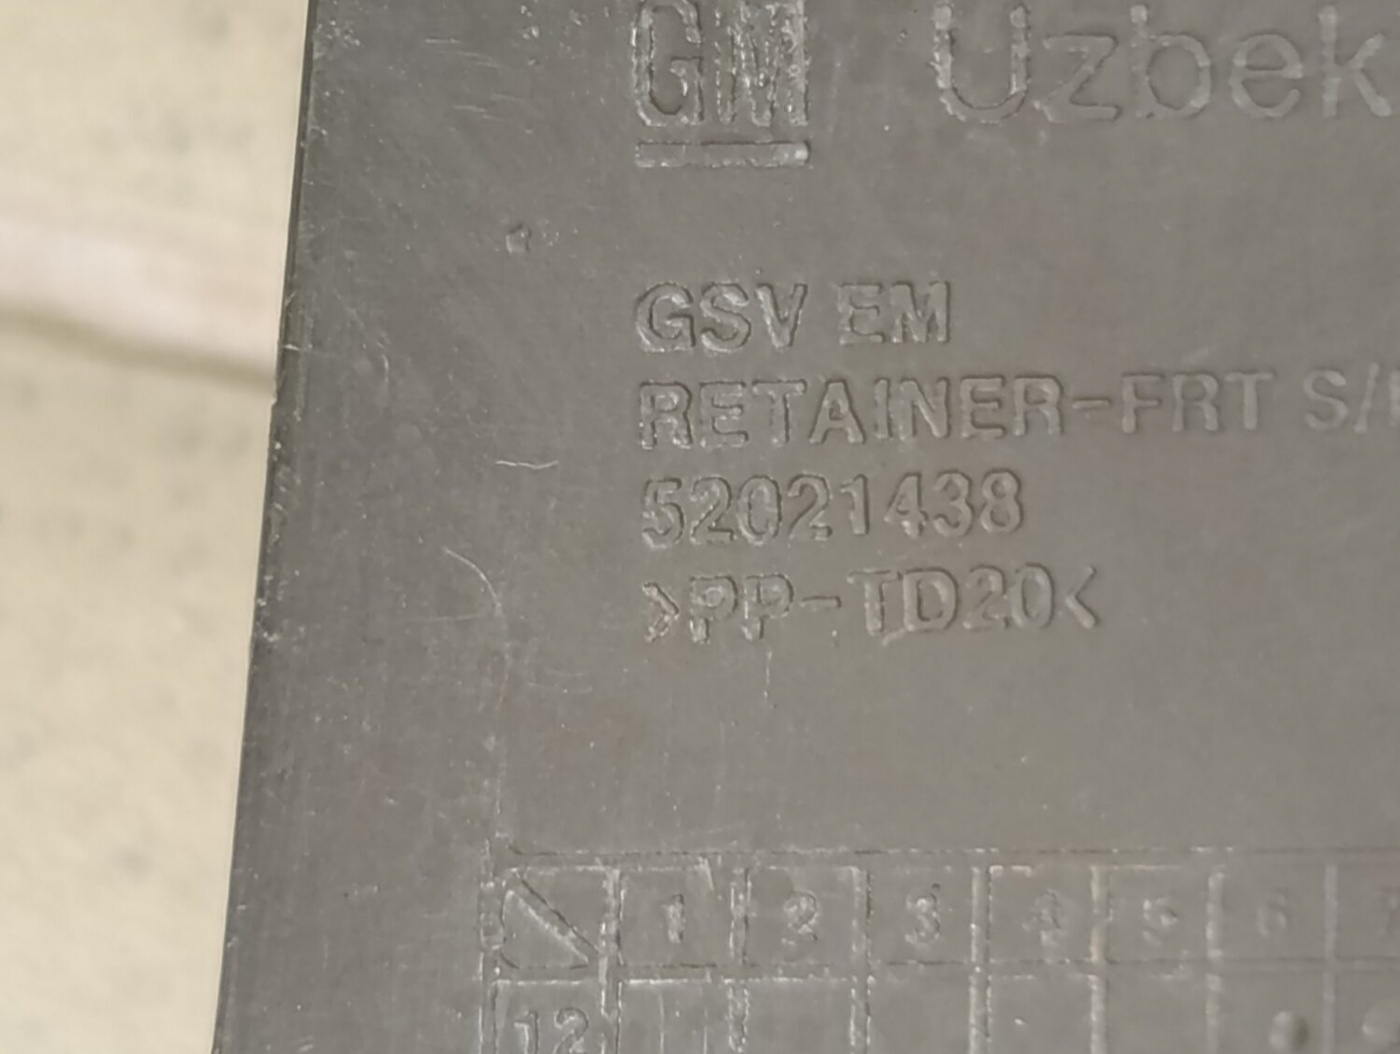 GM Uzbek
GSV EM
RETAINER-FRT S/
52021438
>PP-TD20<
1 2 3 4 5 6
12